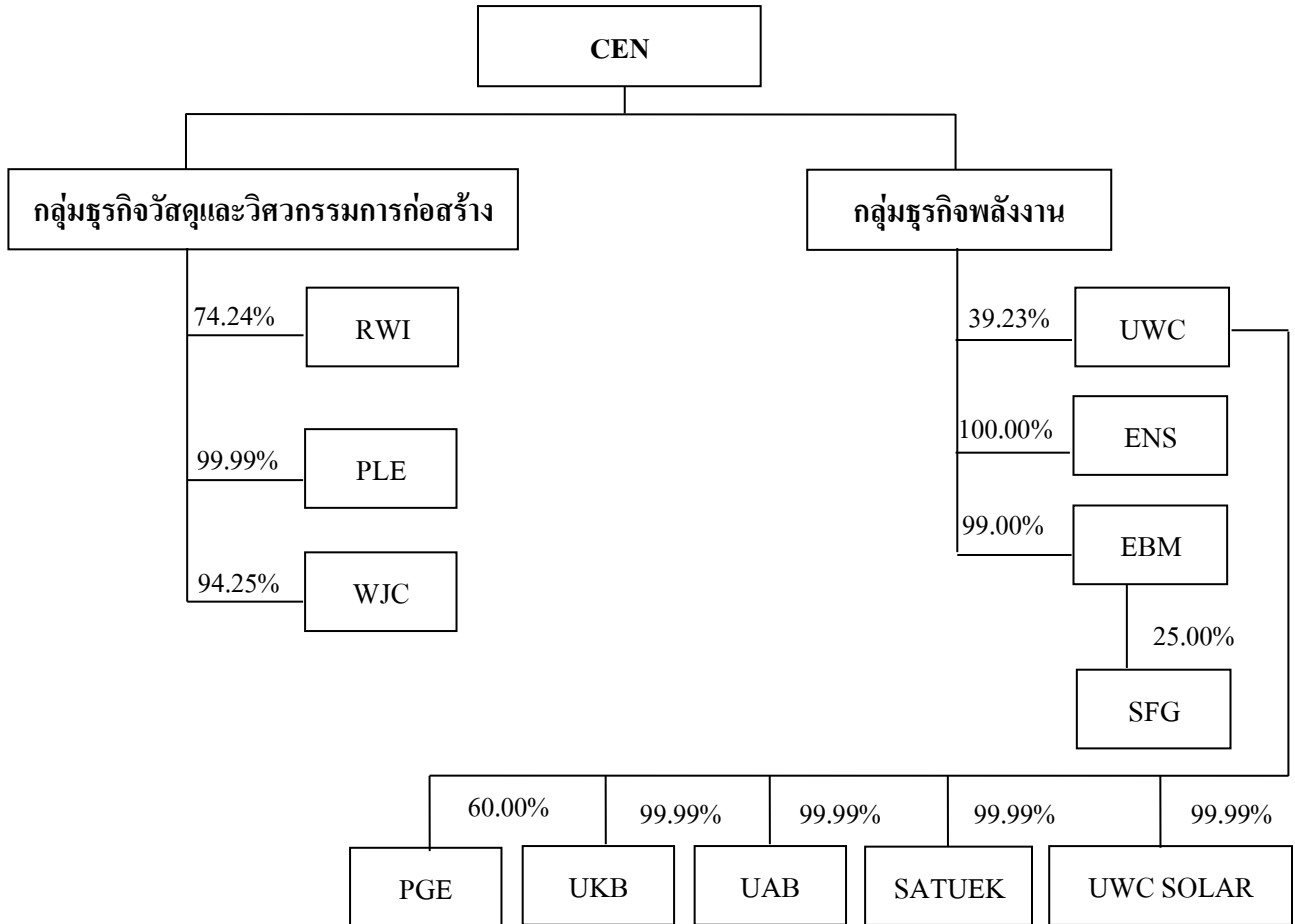 CEN
กลุ่มธุรกิจวัสดุและวิศวกรรมการก่อสร้าง
กลุ่มธุรกิจพลังงาน
74.24%
RWI
39.23%
UWC
99.99%
PLE
100.00%
ENS
94.25%
WJC
99.00%
EBM
25.00%
SFG
60.00%
99.99%
99.99%
99.99%
99.99%
PGE
UKB
UAB
SATUEK
UWC SOLAR